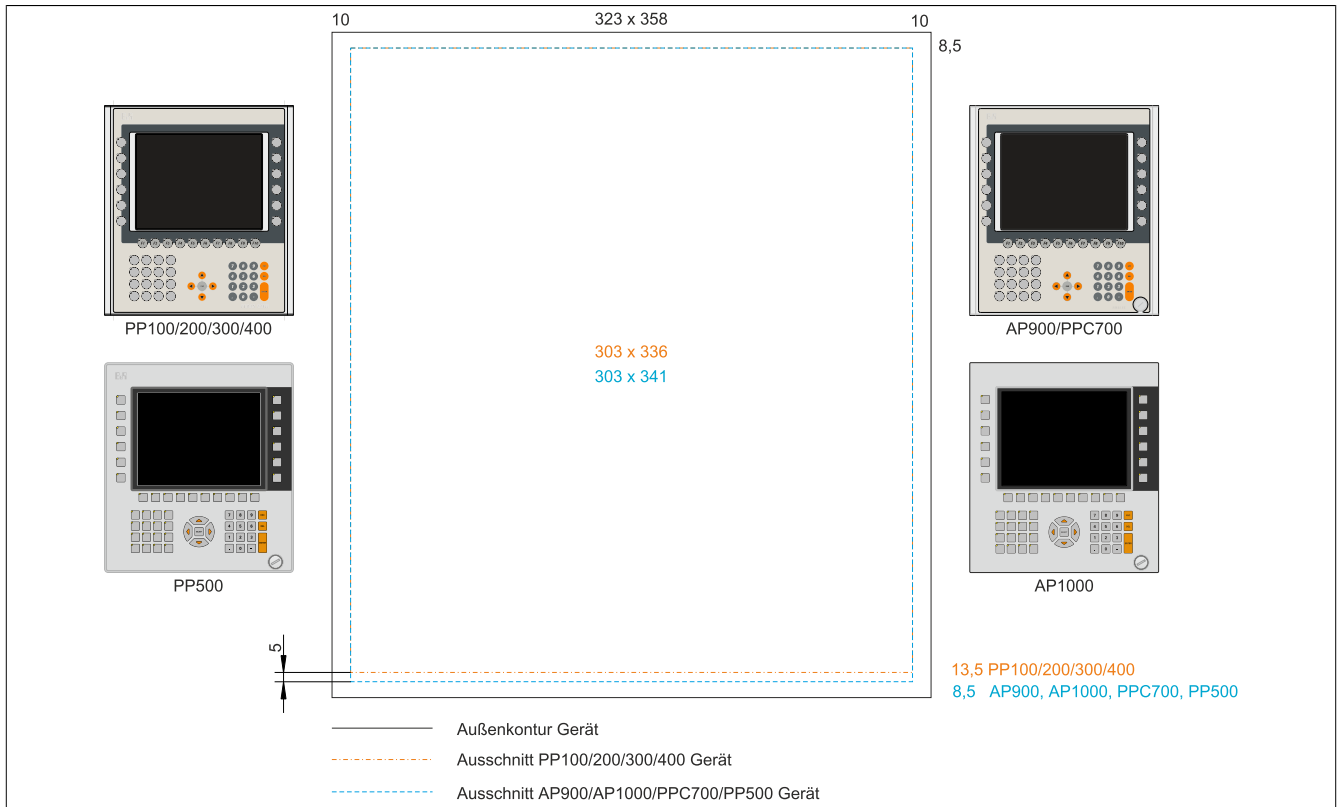 10
323 x 358
10
8,5
PP100/200/300/400
AP900/PPC700
303 x 336
303 x 341
PP500
AP1000
5
13,5 PP100/200/300/400
8,5 AP900, AP1000, PPC700, PP500
Außenkontur Gerät
Ausschnitt PP100/200/300/400 Gerät
Ausschnitt AP900/AP1000/PPC700/PP500 Gerät